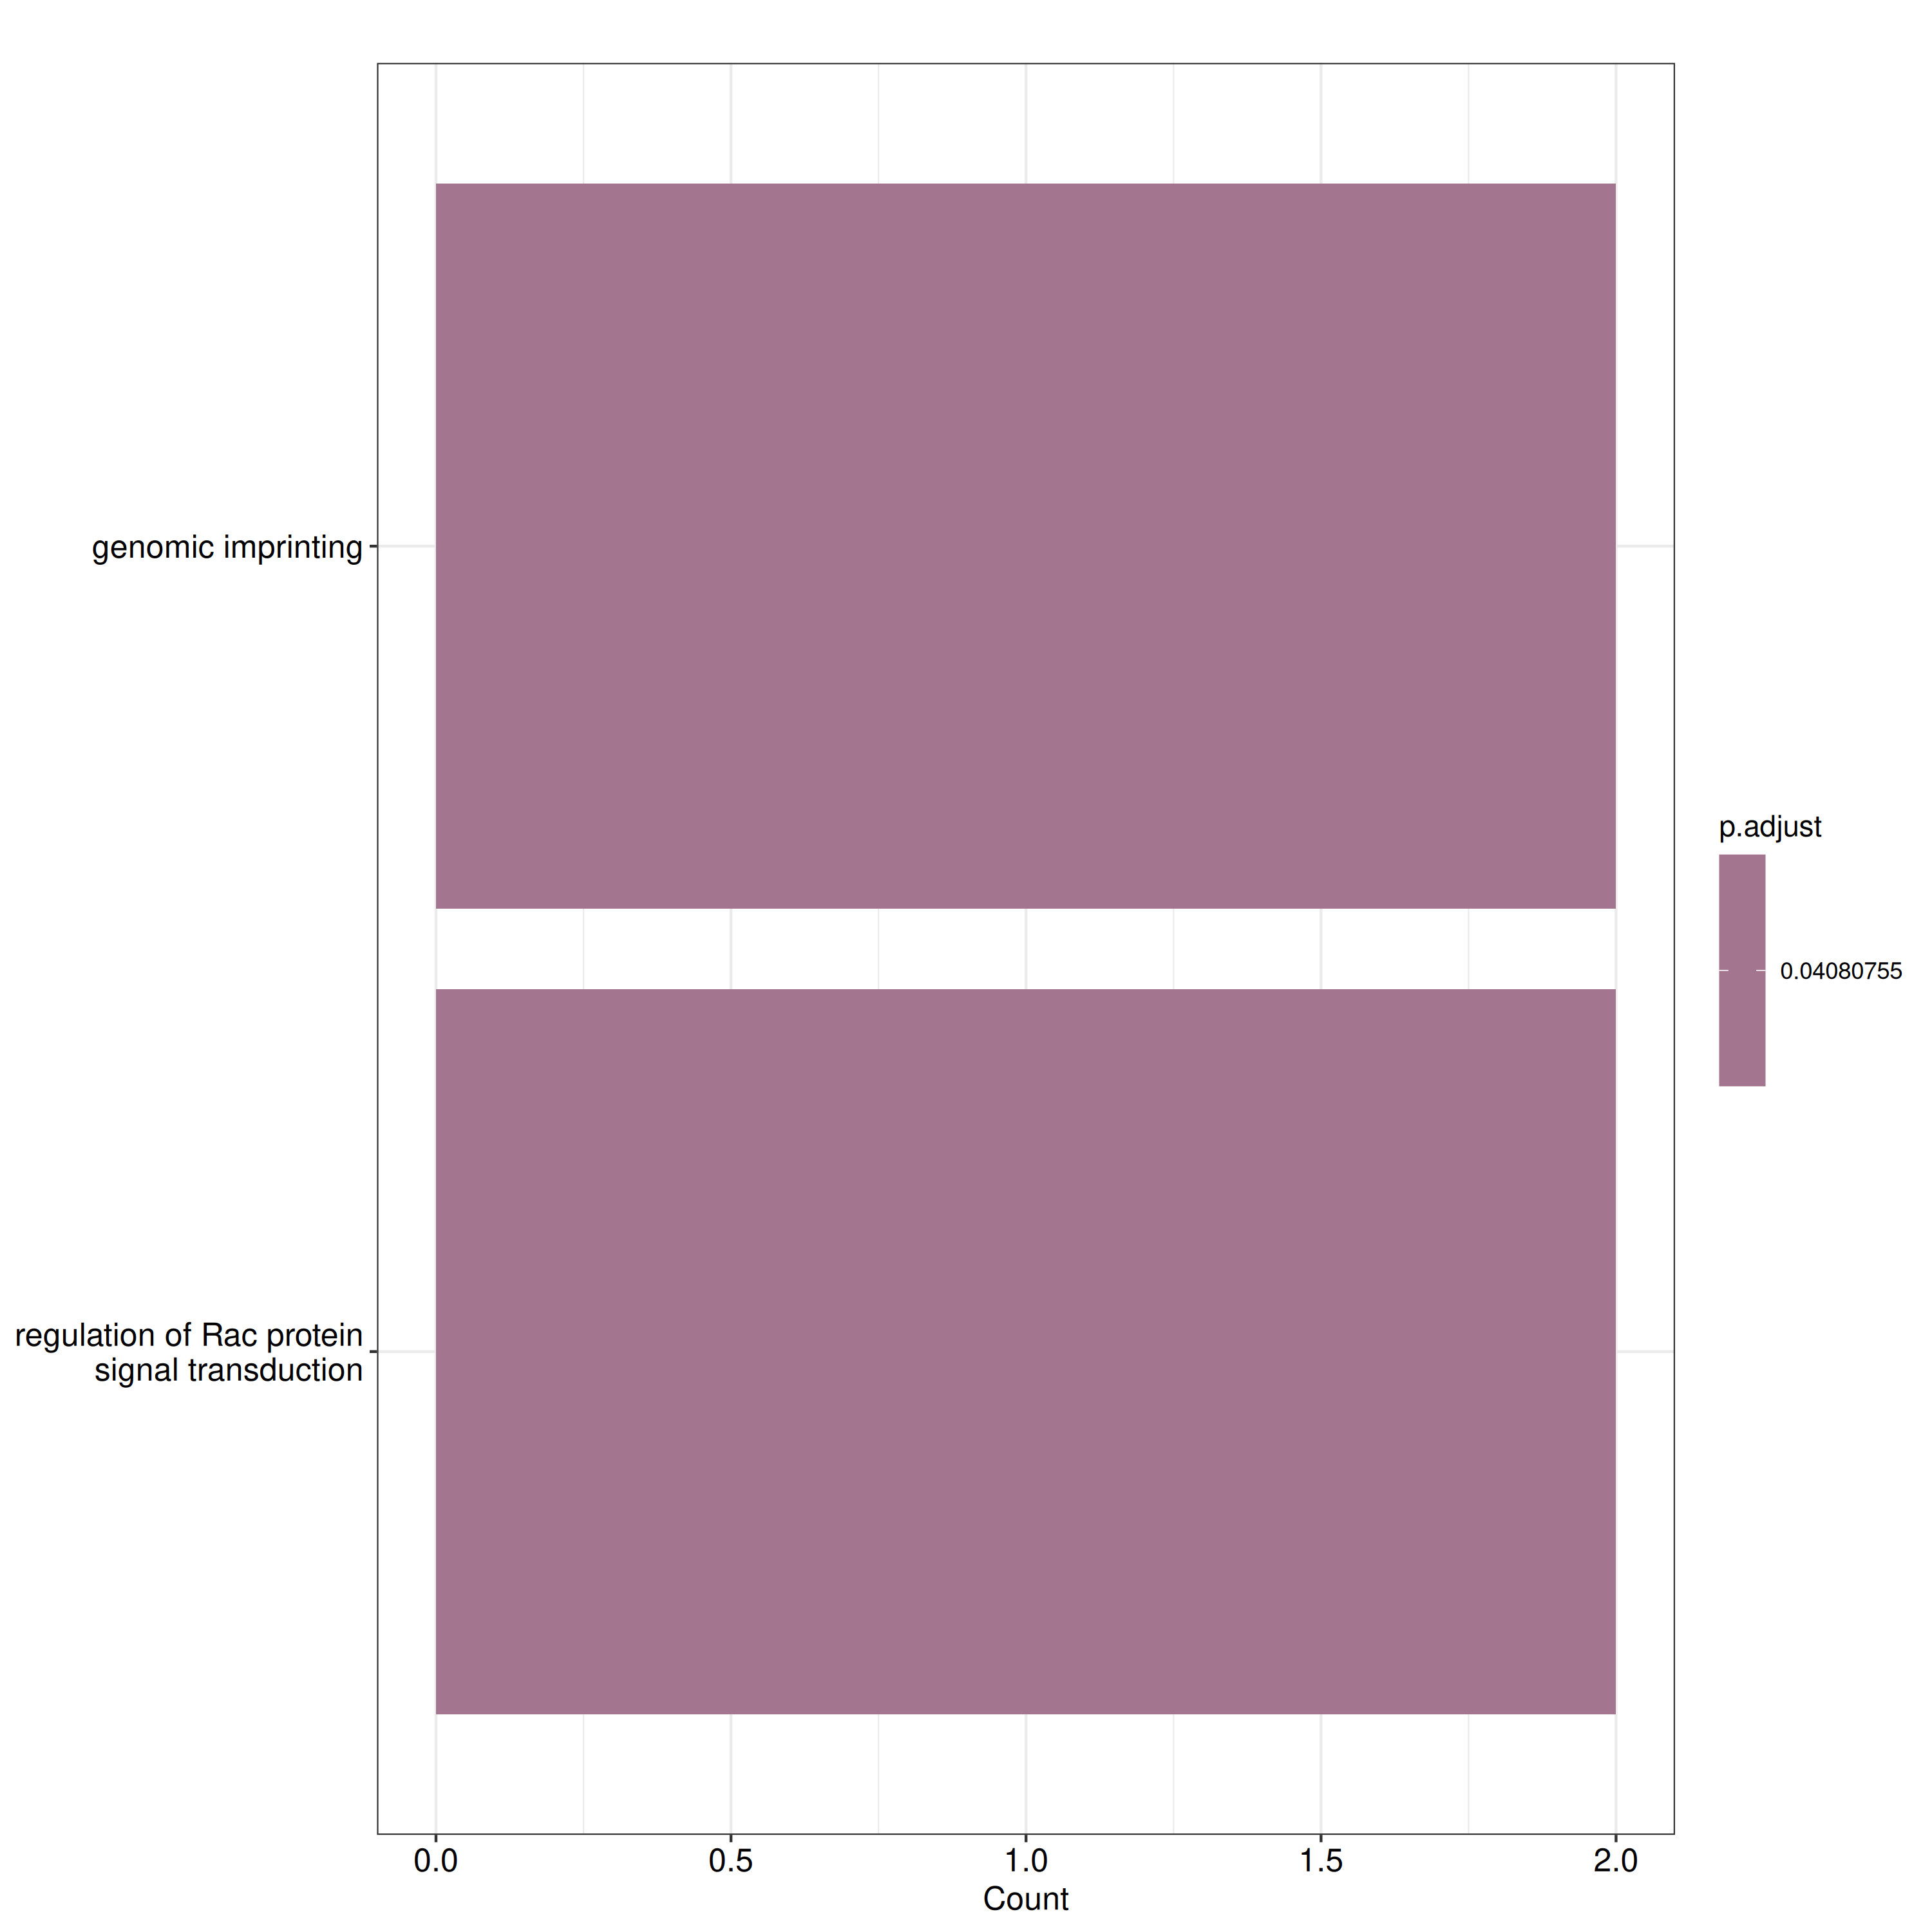 genomic imprinting
regulation of Rac protein
signal transduction
p.adjust
0.04080755
0.0
0.5
1.0
1.5
2.0
Count